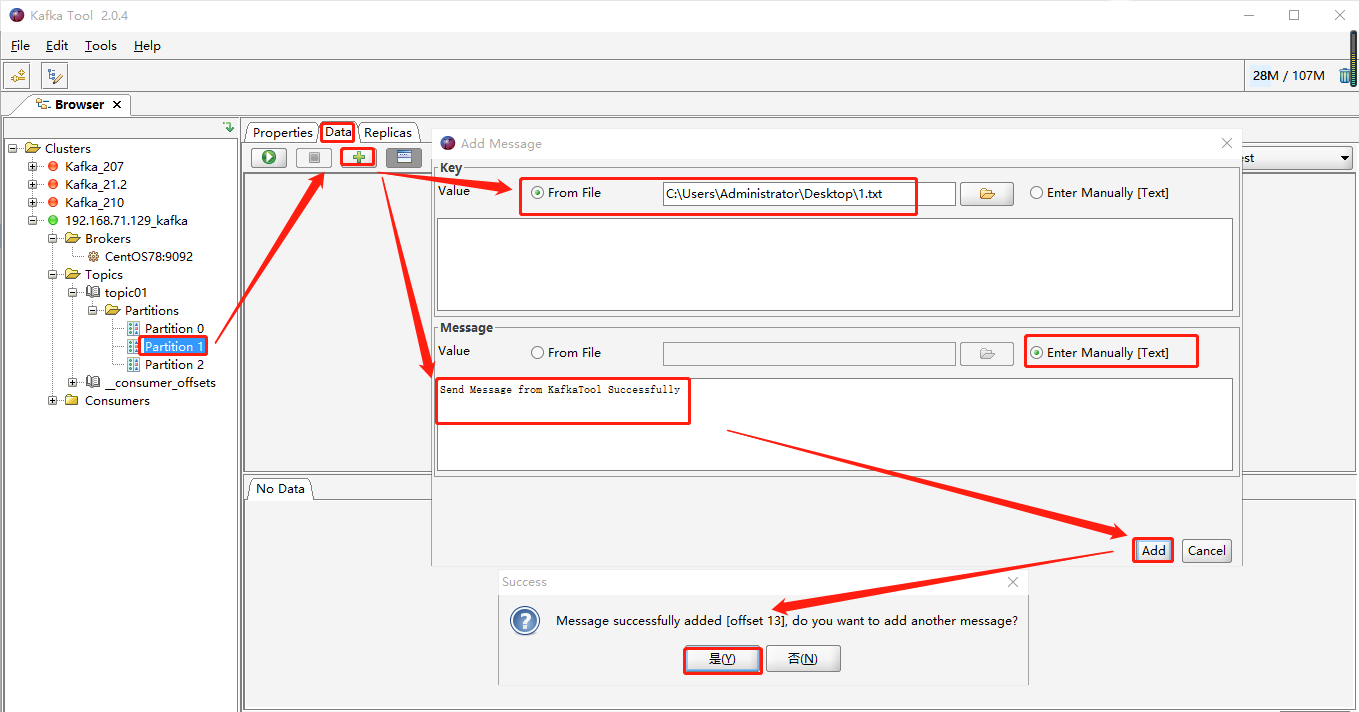 Kafka Tool 2.0.4
File Edit Tools Help
28M / 107M
Browser
Clusters
Kafka_207
Kafka_21.2
Kafka_210
192.168.71.129_kafka
Brokers
CentOS78:9092
Topics
topic01
Partitions
Partition 0
Partition 1
Partition 2
__consumer_offsets
Consumers
Properties Data Replicas
Add Message
Key
Value From File C:\Users\Administrator\Desktop\1.txt Enter Manually [Text]
Message
Value From File Enter Manually [Text]
Send Message from KafkaTool Successfully
Add Cancel
No Data
Success
Message successfully added [offset 13], do you want to add another message?
是(Y) 否(N)